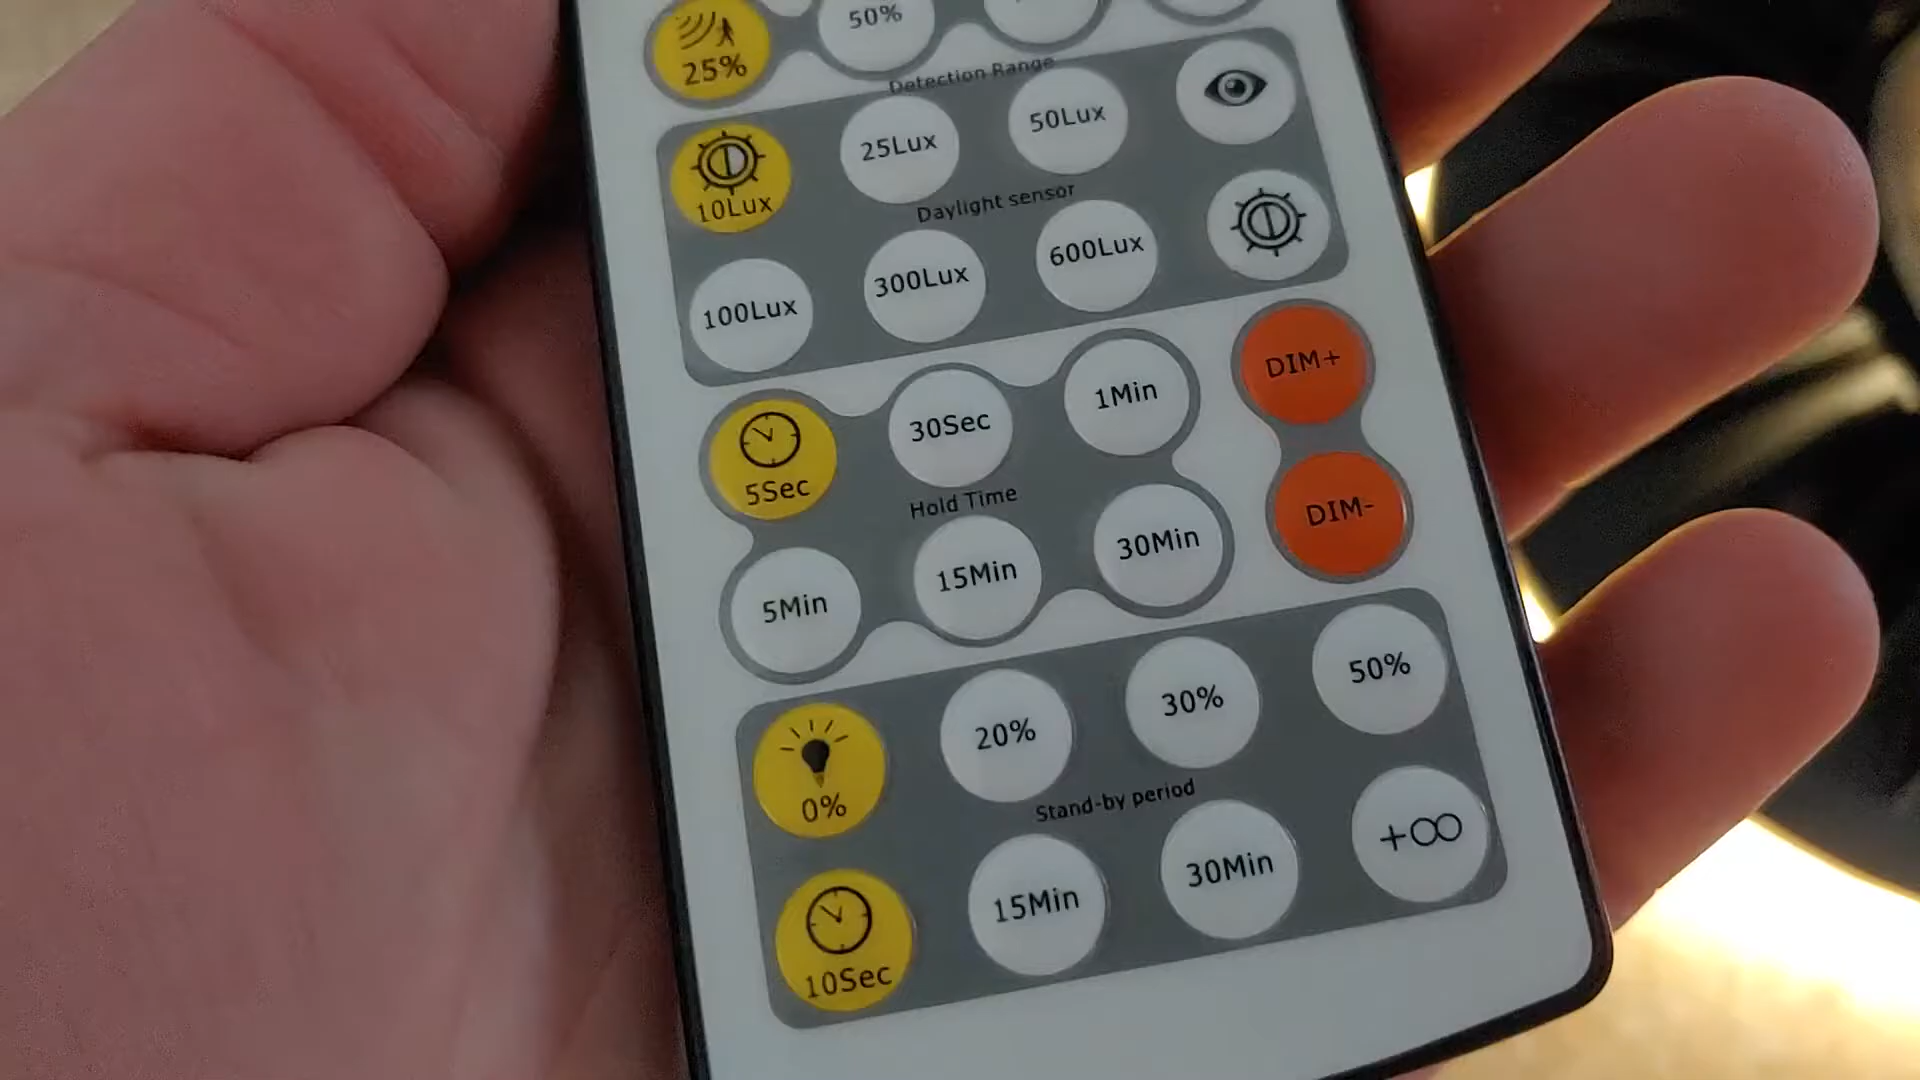 25%
50%
Detection Range
10Lux
25Lux
50Lux
Daylight sensor
100Lux
300Lux
600Lux
5Sec
30Sec
1Min
DIM+
Hold Time
5Min
15Min
30Min
DIM-
0%
20%
30%
50%
Stand-by period
10Sec
15Min
30Min
+∞